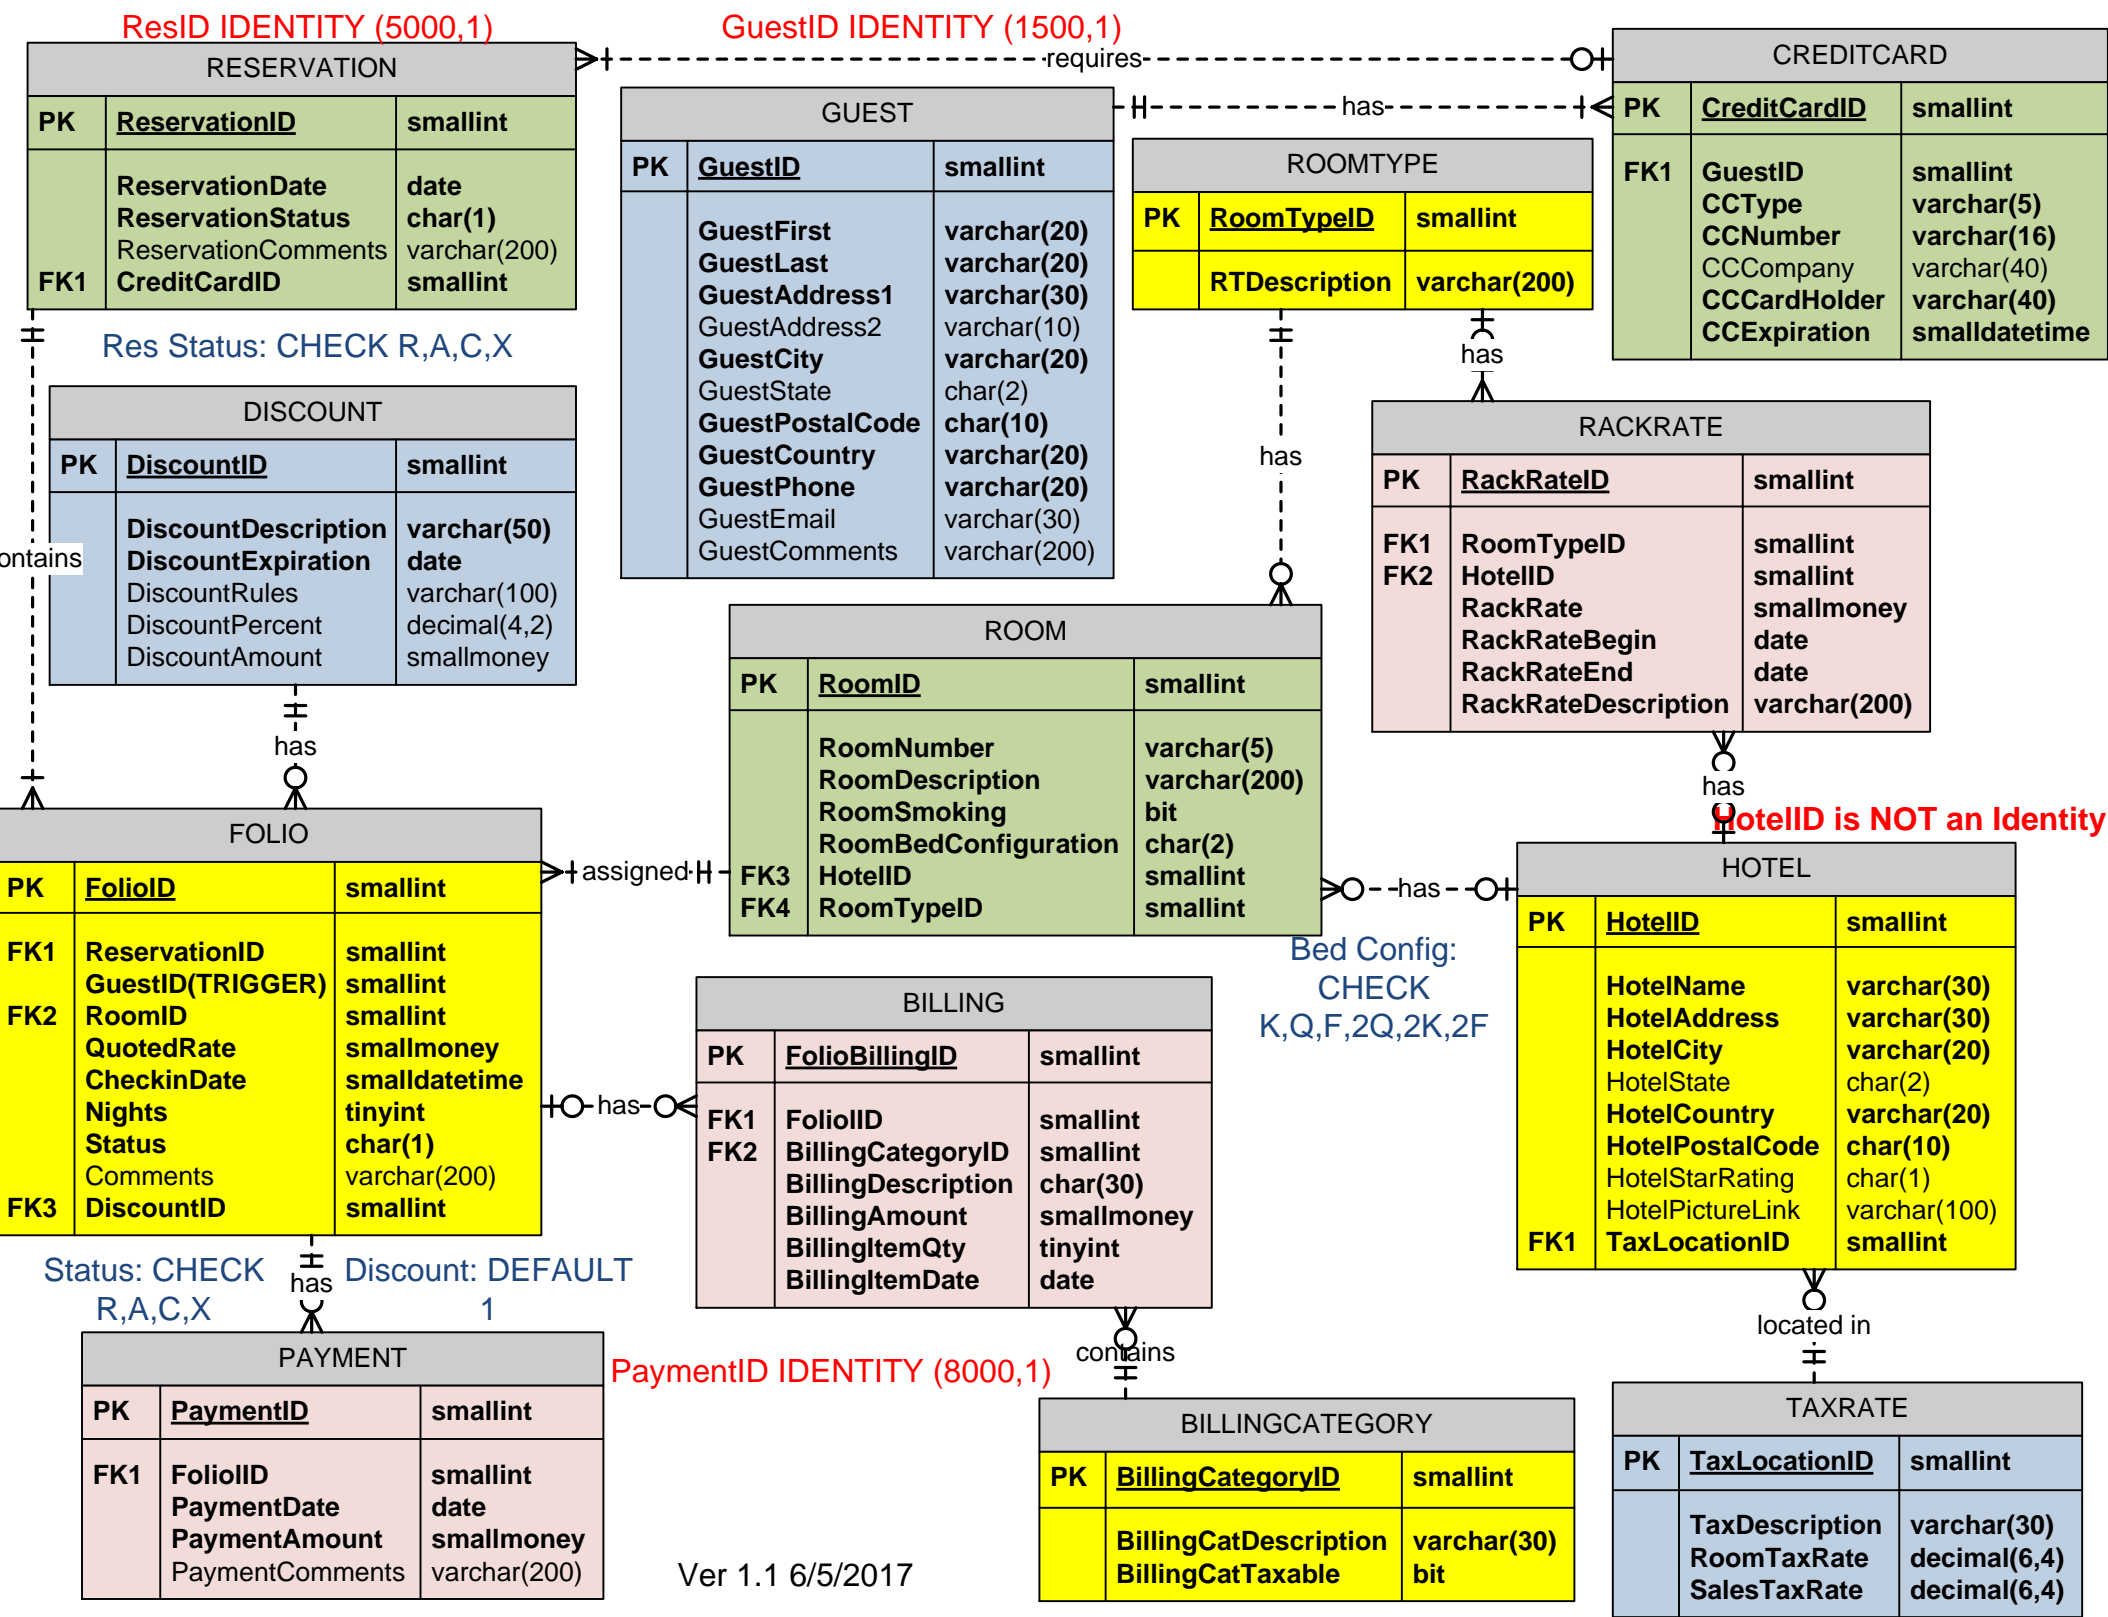 ResID IDENTITY (5000,1)
GuestID IDENTITY (1500,1)
RESERVATION
PK ReservationID smallint
ReservationDate date
ReservationStatus char(1)
ReservationComments varchar(200)
FK1 CreditCardID smallint
Res Status: CHECK R,A,C,X
requires
CREDITCARD
PK CreditCardID smallint
FK1 GuestID smallint
CCType varchar(5)
CCNumber varchar(16)
CCCompany varchar(40)
CCCardHolder varchar(40)
CCExpiration smalldatetime
GUEST
PK GuestID smallint
GuestFirst varchar(20)
GuestLast varchar(20)
GuestAddress1 varchar(30)
GuestAddress2 varchar(10)
GuestCity varchar(20)
GuestState char(2)
GuestPostalCode char(10)
GuestCountry varchar(20)
GuestPhone varchar(20)
GuestEmail varchar(30)
GuestComments varchar(200)
has
ROOMTYPE
PK RoomTypeID smallint
RTDescription varchar(200)
has
has
DISCOUNT
PK DiscountID smallint
DiscountDescription varchar(50)
DiscountExpiration date
DiscountRules varchar(100)
DiscountPercent decimal(4,2)
DiscountAmount smallmoney
ontains
has
RACKRATE
PK RackRateID smallint
FK1 RoomTypeID smallint
FK2 HotelID smallint
RackRate smallmoney
RackRateBegin date
RackRateEnd date
RackRateDescription varchar(200)
has
HotelID is NOT an Identity
ROOM
PK RoomID smallint
RoomNumber varchar(5)
RoomDescription varchar(200)
RoomSmoking bit
RoomBedConfiguration char(2)
FK3 HotelID smallint
FK4 RoomTypeID smallint
assigned
has
Bed Config:
CHECK
K,Q,F,2Q,2K,2F
FOLIO
PK FolioID smallint
FK1 ReservationID smallint
GuestID(TRIGGER) smallint
FK2 RoomID smallint
QuotedRate smallmoney
CheckinDate smalldatetime
Nights tinyint
Status char(1)
Comments varchar(200)
FK3 DiscountID smallint
Status: CHECK
R,A,C,X
has
Discount: DEFAULT
1
has
BILLING
PK FolioBillingID smallint
FK1 FolioIID smallint
FK2 BillingCategoryID smallint
BillingDescription char(30)
BillingAmount smallmoney
BillingItemQty tinyint
BillingItemDate date
contains
HOTEL
PK HotelID smallint
HotelName varchar(30)
HotelAddress varchar(30)
HotelCity varchar(20)
HotelState char(2)
HotelCountry varchar(20)
HotelPostalCode char(10)
HotelStarRating char(1)
HotelPictureLink varchar(100)
FK1 TaxLocationID smallint
located in
PAYMENT
PK PaymentID smallint
FK1 FolioIID smallint
PaymentDate date
PaymentAmount smallmoney
PaymentComments varchar(200)
PaymentID IDENTITY (8000,1)
BILLINGCATEGORY
PK BillingCategoryID smallint
BillingCatDescription varchar(30)
BillingCatTaxable bit
TAXRATE
PK TaxLocationID smallint
TaxDescription varchar(30)
RoomTaxRate decimal(6,4)
SalesTaxRate decimal(6,4)
Ver 1.1 6/5/2017